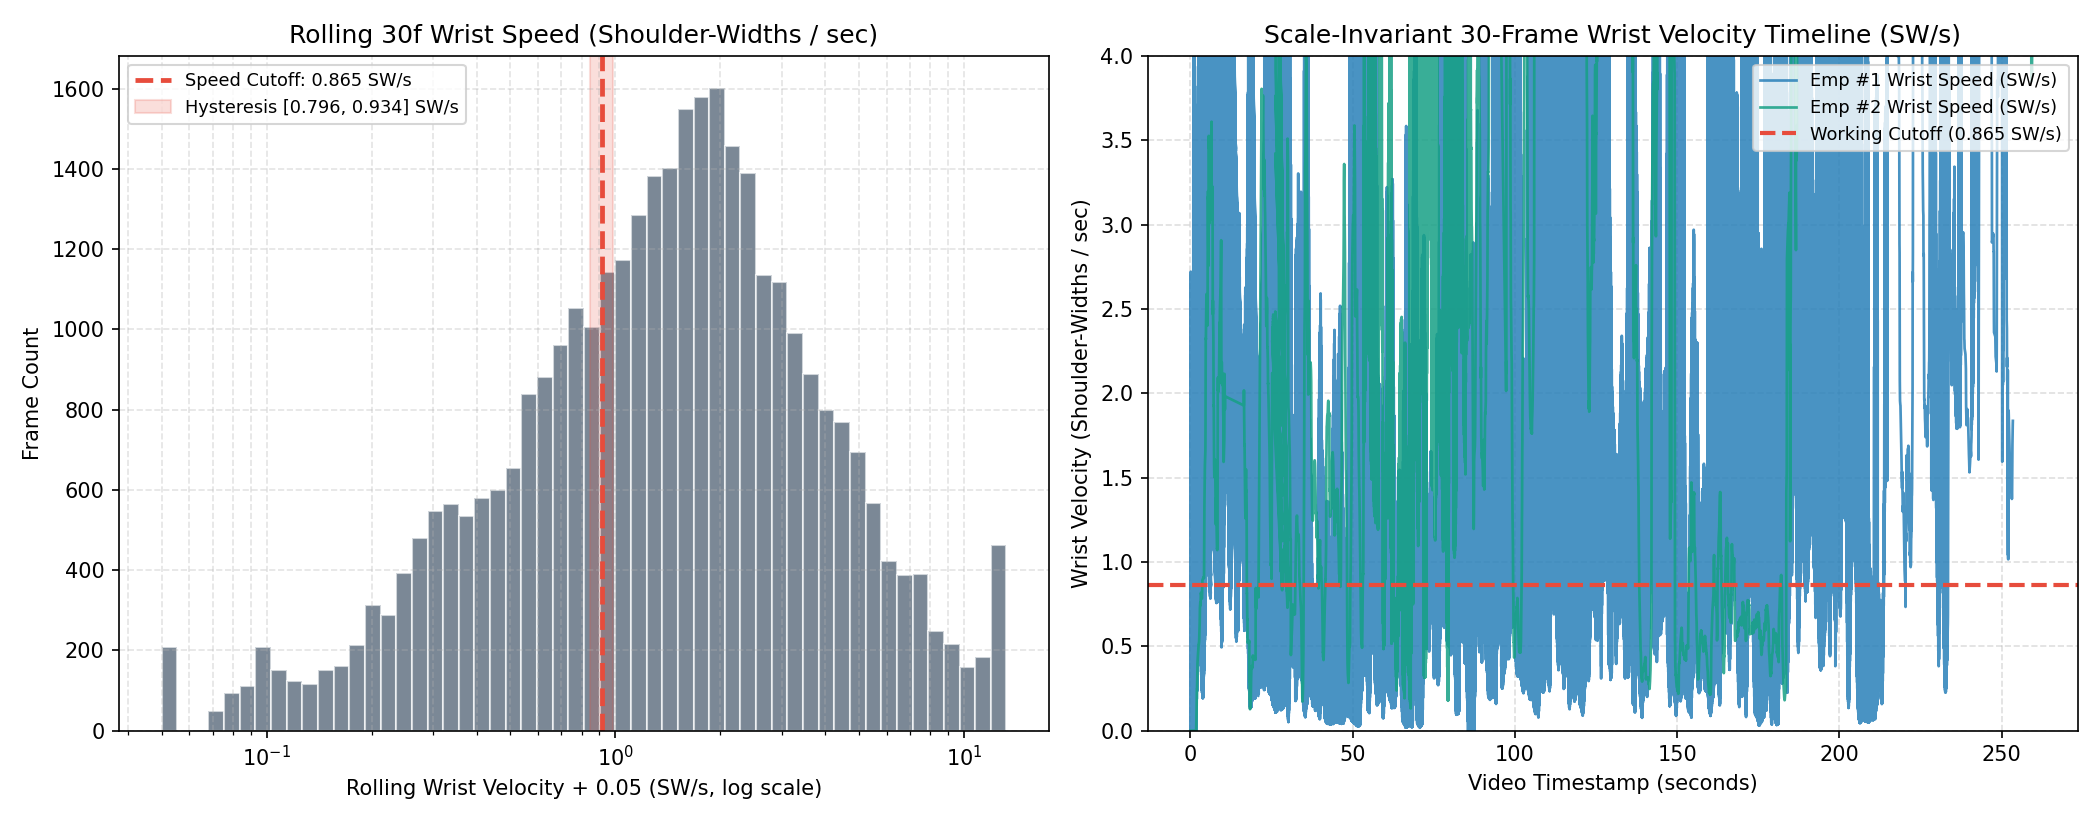 Rolling 30f Wrist Speed (Shoulder-Widths / sec)
Speed Cutoff: 0.865 SW/s
Hysteresis [0.796, 0.934] SW/s
Frame Count
1600
1400
1200
1000
800
600
400
200
0
10⁻¹
10⁰
10¹
Rolling Wrist Velocity + 0.05 (SW/s, log scale)
Scale-Invariant 30-Frame Wrist Velocity Timeline (SW/s)
Emp #1 Wrist Speed (SW/s)
Emp #2 Wrist Speed (SW/s)
Working Cutoff (0.865 SW/s)
Wrist Velocity (Shoulder-Widths / sec)
4.0
3.5
3.0
2.5
2.0
1.5
1.0
0.5
0.0
0
50
100
150
200
250
Video Timestamp (seconds)